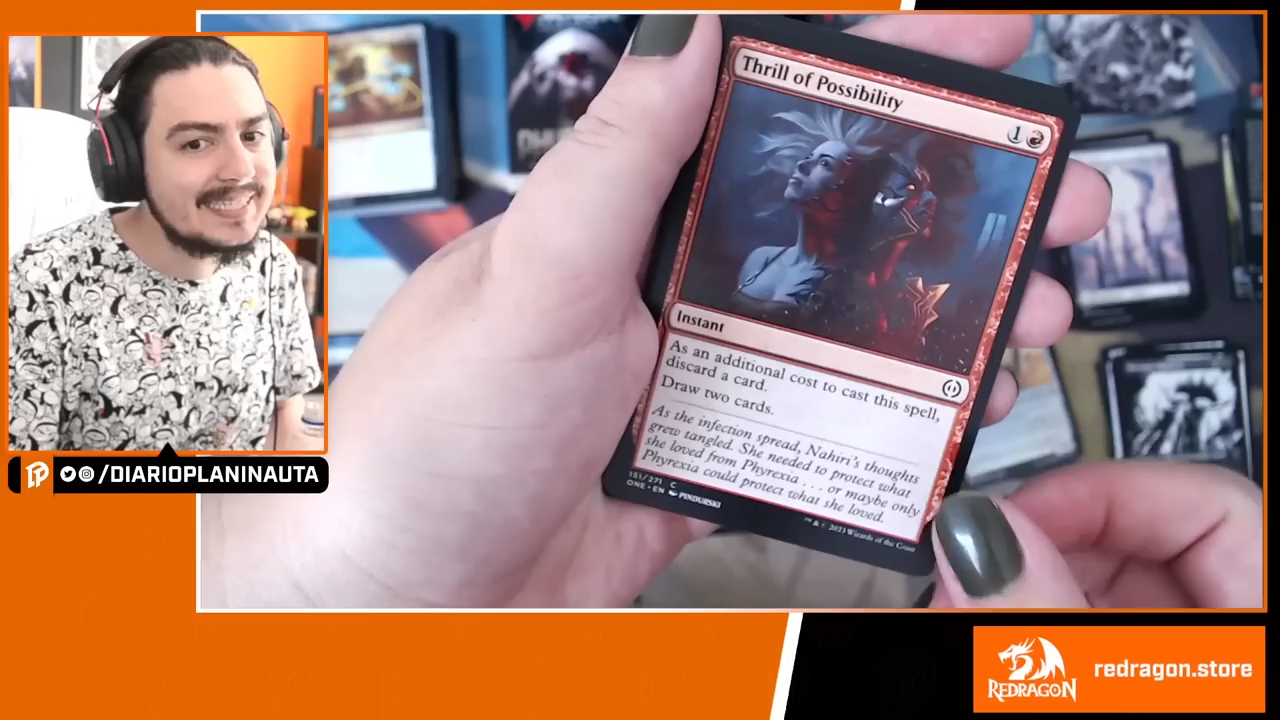 Thrill of Possibility
1
Instant
As an additional cost to cast this spell,
discard a card.
Draw two cards.
As the infection spread, Nahiri's thoughts
grew tangled. She needed to protect what
she loved from Phyrexia . . . or maybe only
Phyrexia could protect what she loved.
151/271 C
ONE • EN PINDURSKI
™ & © 2023 Wizards of the Coast
/DIARIOPLANINAUTA
REDRAGON
redragon.store